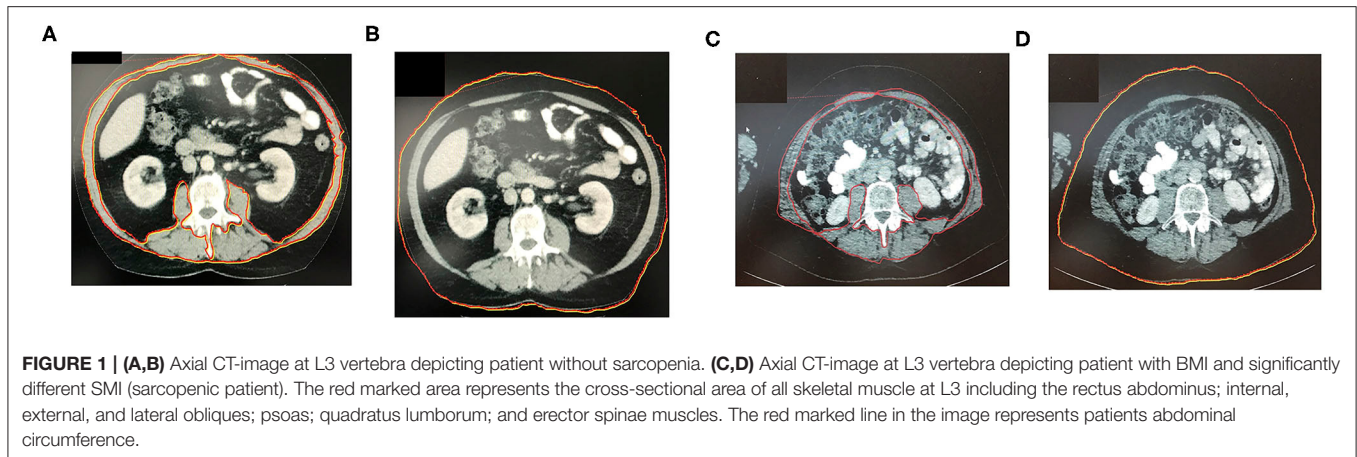 A
B
C
D
FIGURE 1 | (A,B) Axial CT-image at L3 vertebra depicting patient without sarcopenia. (C,D) Axial CT-image at L3 vertebra depicting patient with BMI and significantly
different SMI (sarcopenic patient). The red marked area represents the cross-sectional area of all skeletal muscle at L3 including the rectus abdominus; internal,
external, and lateral obliques; psoas; quadratus lumborum; and erector spinae muscles. The red marked line in the image represents patients abdominal
circumference.